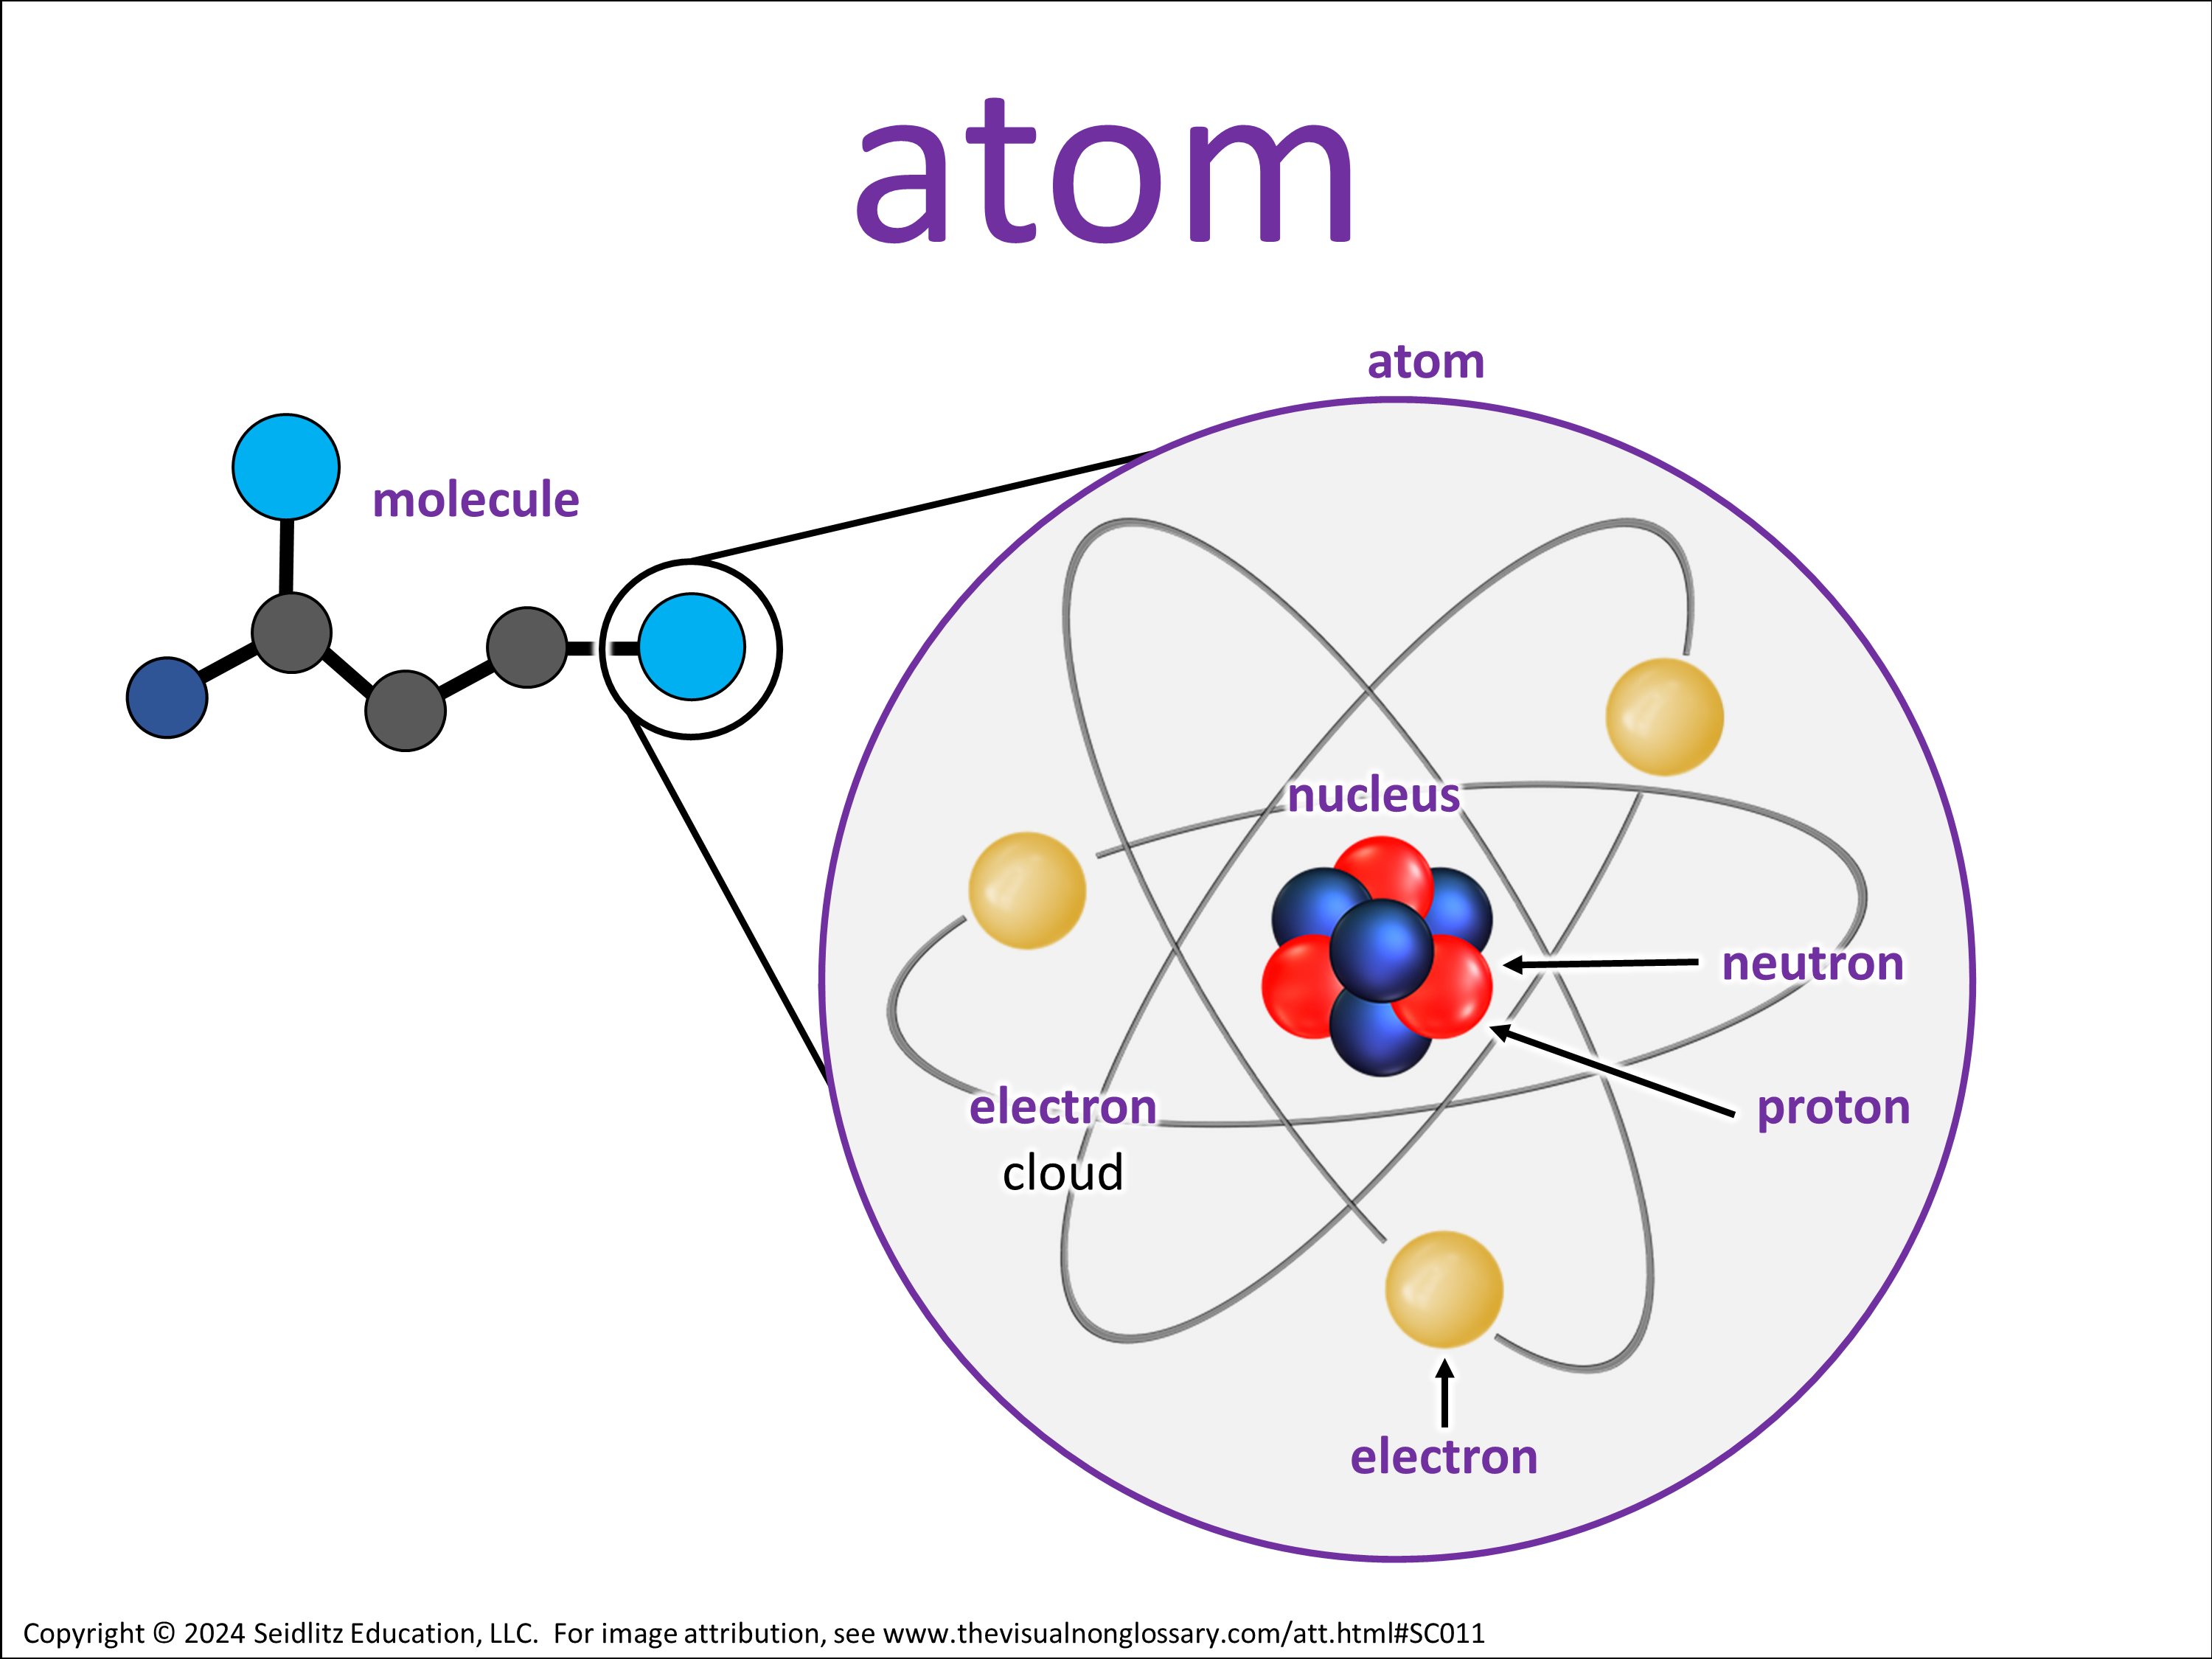 atom
atom
molecule
nucleus
neutron
electron
cloud
proton
electron
Copyright © 2024 Seidlitz Education, LLC.  For image attribution, see www.thevisualnonglossary.com/att.html#SC011